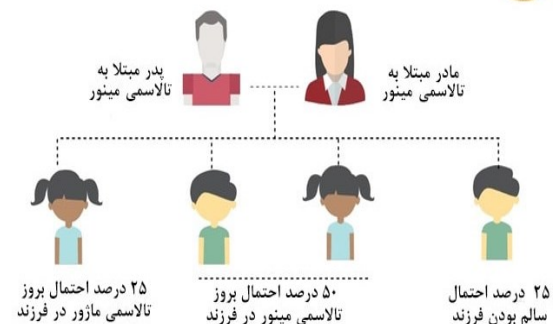 مادر مبتلا به
تالاسمی مینور
پدر مبتلا به
تالاسمی مینور
۲۵ درصد احتمال
سالم بودن فرزند
۵۰ درصد احتمال بروز
تالاسمی مینور در فرزند
۲۵ درصد احتمال بروز
تالاسمی ماژور در فرزند